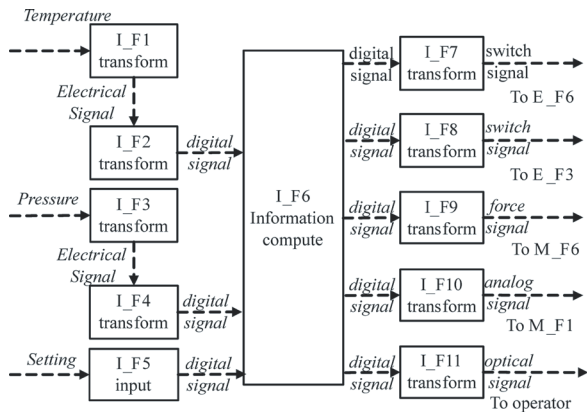 Temperature
I_F1
transform
Electrical
Signal
I_F2
transform
digital
signal
Pressure
I_F3
transform
Electrical
Signal
I_F4
transform
digital
signal
Setting
I_F5
input
digital
signal
I_F6
Information
compute
digital
signal
I_F7
transform
switch
signal
To E_F6
digital
signal
I_F8
transform
switch
signal
To E_F3
digital
signal
I_F9
transform
force
signal
To M_F6
digital
signal
I_F10
transform
analog
signal
To M_F1
digital
signal
I_F11
transform
optical
signal
To operator